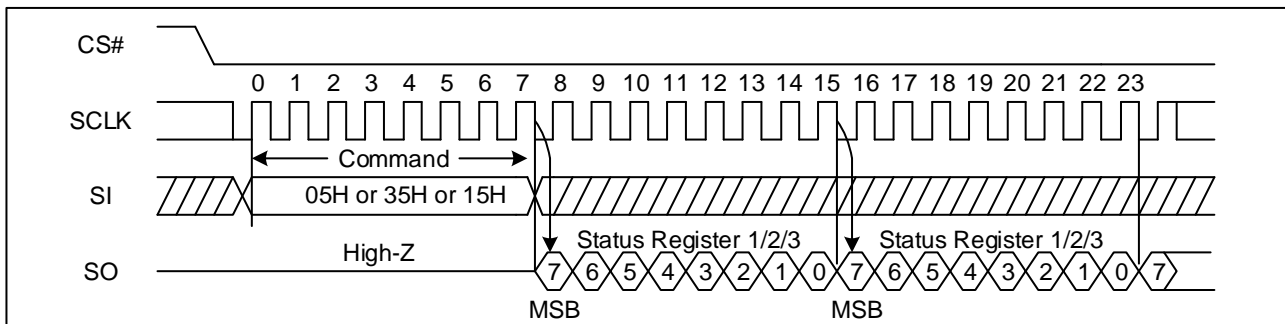 CS#
0 1 2 3 4 5 6 7 8 9 10 11 12 13 14 15 16 17 18 19 20 21 22 23
SCLK
Command
SI
05H or 35H or 15H
High-Z
Status Register 1/2/3
Status Register 1/2/3
SO
7 6 5 4 3 2 1 0 7 6 5 4 3 2 1 0 7
MSB
MSB